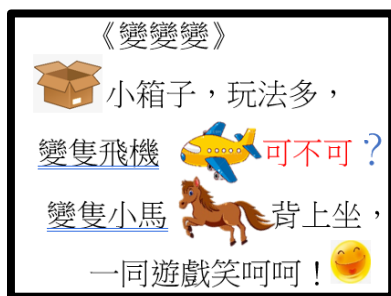 《變變變》
小箱子，玩法多，
變隻飛機可不可？
變隻小馬背上坐，
一同遊戲笑呵呵！